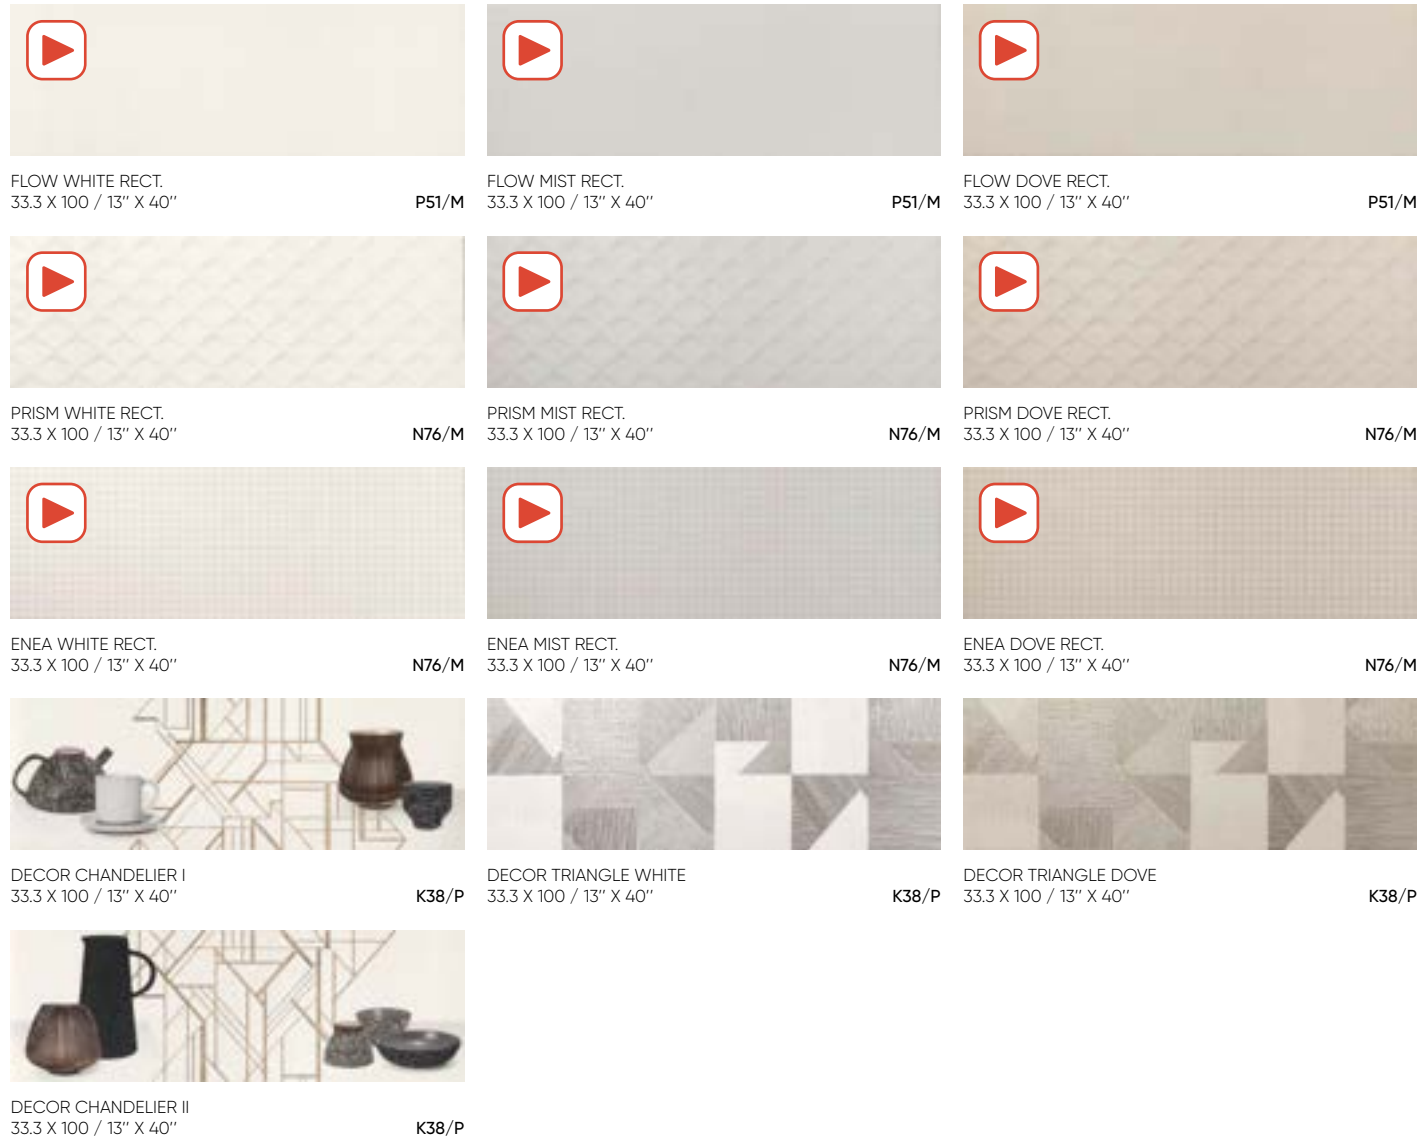 FLOW WHITE RECT.
33.3 X 100 / 13’’ X 40’’ P51/M
FLOW MIST RECT.
33.3 X 100 / 13’’ X 40’’ P51/M
FLOW DOVE RECT.
33.3 X 100 / 13’’ X 40’’ P51/M
PRISM WHITE RECT.
33.3 X 100 / 13’’ X 40’’ N76/M
PRISM MIST RECT.
33.3 X 100 / 13’’ X 40’’ N76/M
PRISM DOVE RECT.
33.3 X 100 / 13’’ X 40’’ N76/M
ENEA WHITE RECT.
33.3 X 100 / 13’’ X 40’’ N76/M
ENEA MIST RECT.
33.3 X 100 / 13’’ X 40’’ N76/M
ENEA DOVE RECT.
33.3 X 100 / 13’’ X 40’’ N76/M
DECOR CHANDELIER I
33.3 X 100 / 13’’ X 40’’ K38/P
DECOR TRIANGLE WHITE
33.3 X 100 / 13’’ X 40’’ K38/P
DECOR TRIANGLE DOVE
33.3 X 100 / 13’’ X 40’’ K38/P
DECOR CHANDELIER II
33.3 X 100 / 13’’ X 40’’ K38/P